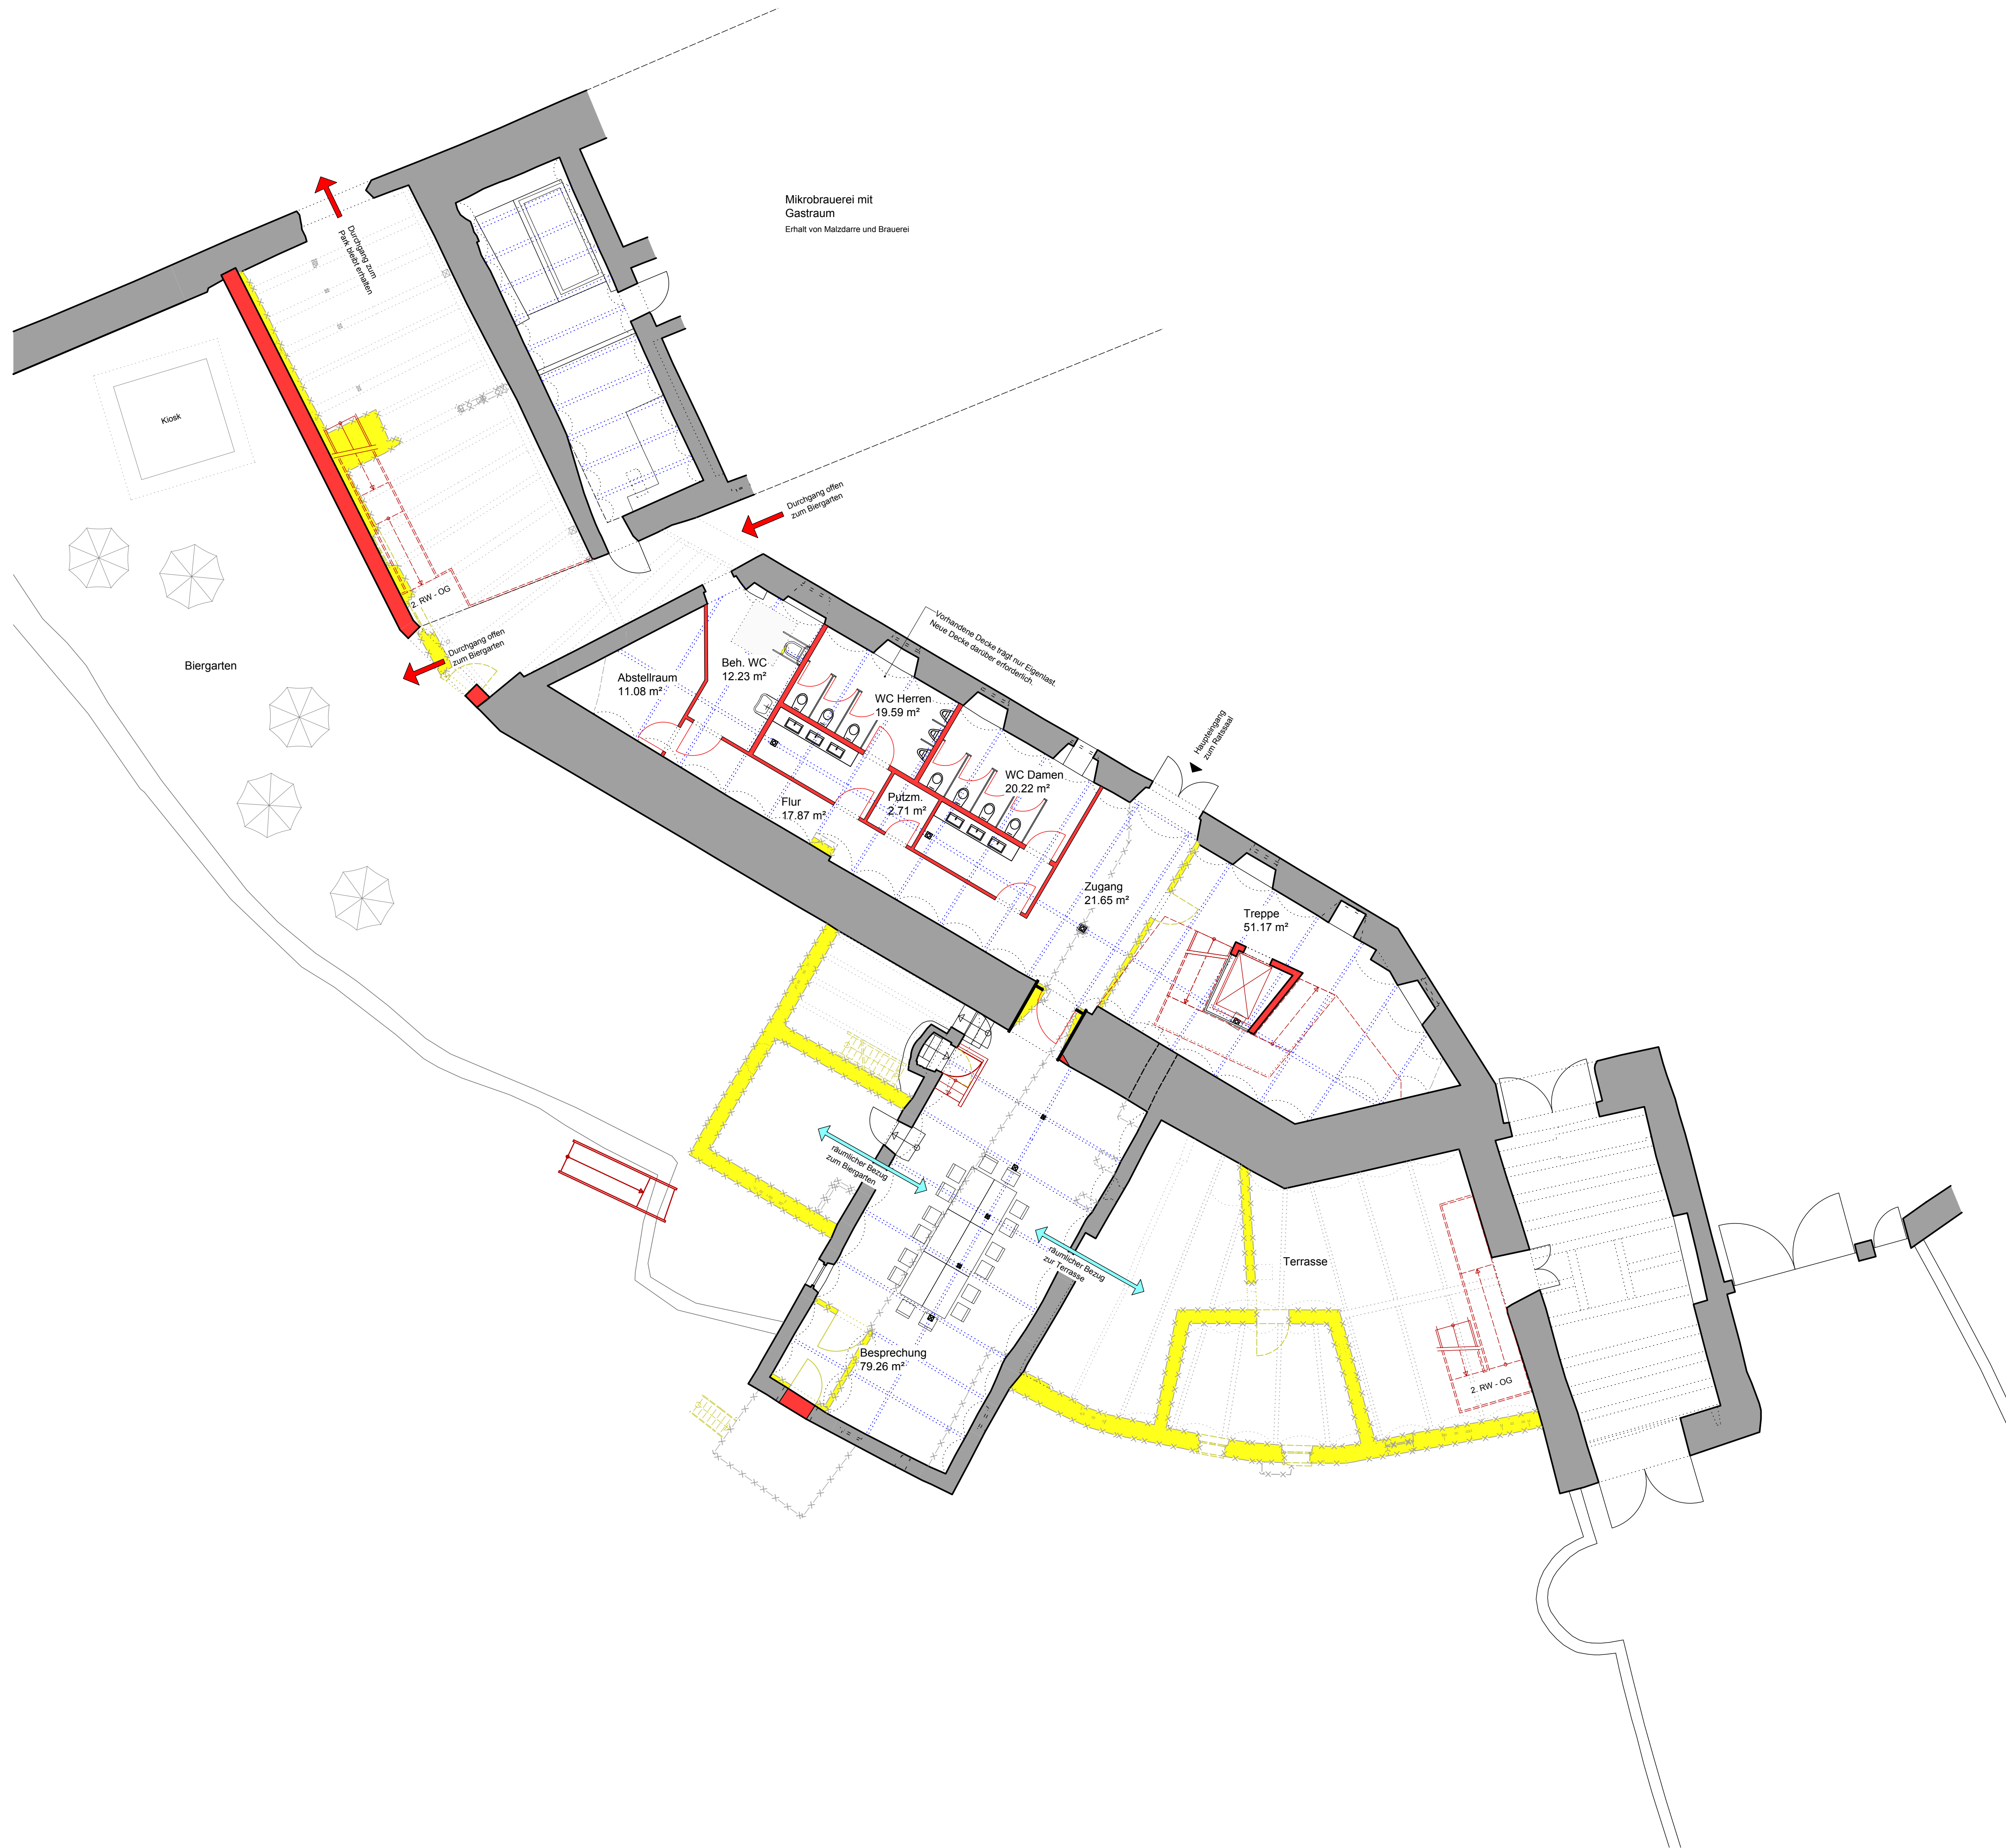 Mikrobrauerei mit
Gastraum
Erhalt von Malzdarre und Brauerei
Durchgang zum
Park bleibt erhalten
Kiosk
Durchgang offen
zum Biergarten
2. RW - OG
Durchgang offen
zum Biergarten
Biergarten
Vorhandene Decke trägt nur Eigenlast.
Neue Decke darüber erforderlich.
Abstellraum
11.08 m²
Beh. WC
12.23 m²
WC Herren
19.59 m²
Haupteingang
zum Ratssaal
WC Damen
20.22 m²
Putzm.
2.71 m²
Flur
17.87 m²
Zugang
21.65 m²
Treppe
51.17 m²
räumlicher Bezug
zum Biergarten
räumlicher Bezug
zur Terrasse
Terrasse
Besprechung
79.26 m²
2. RW - OG